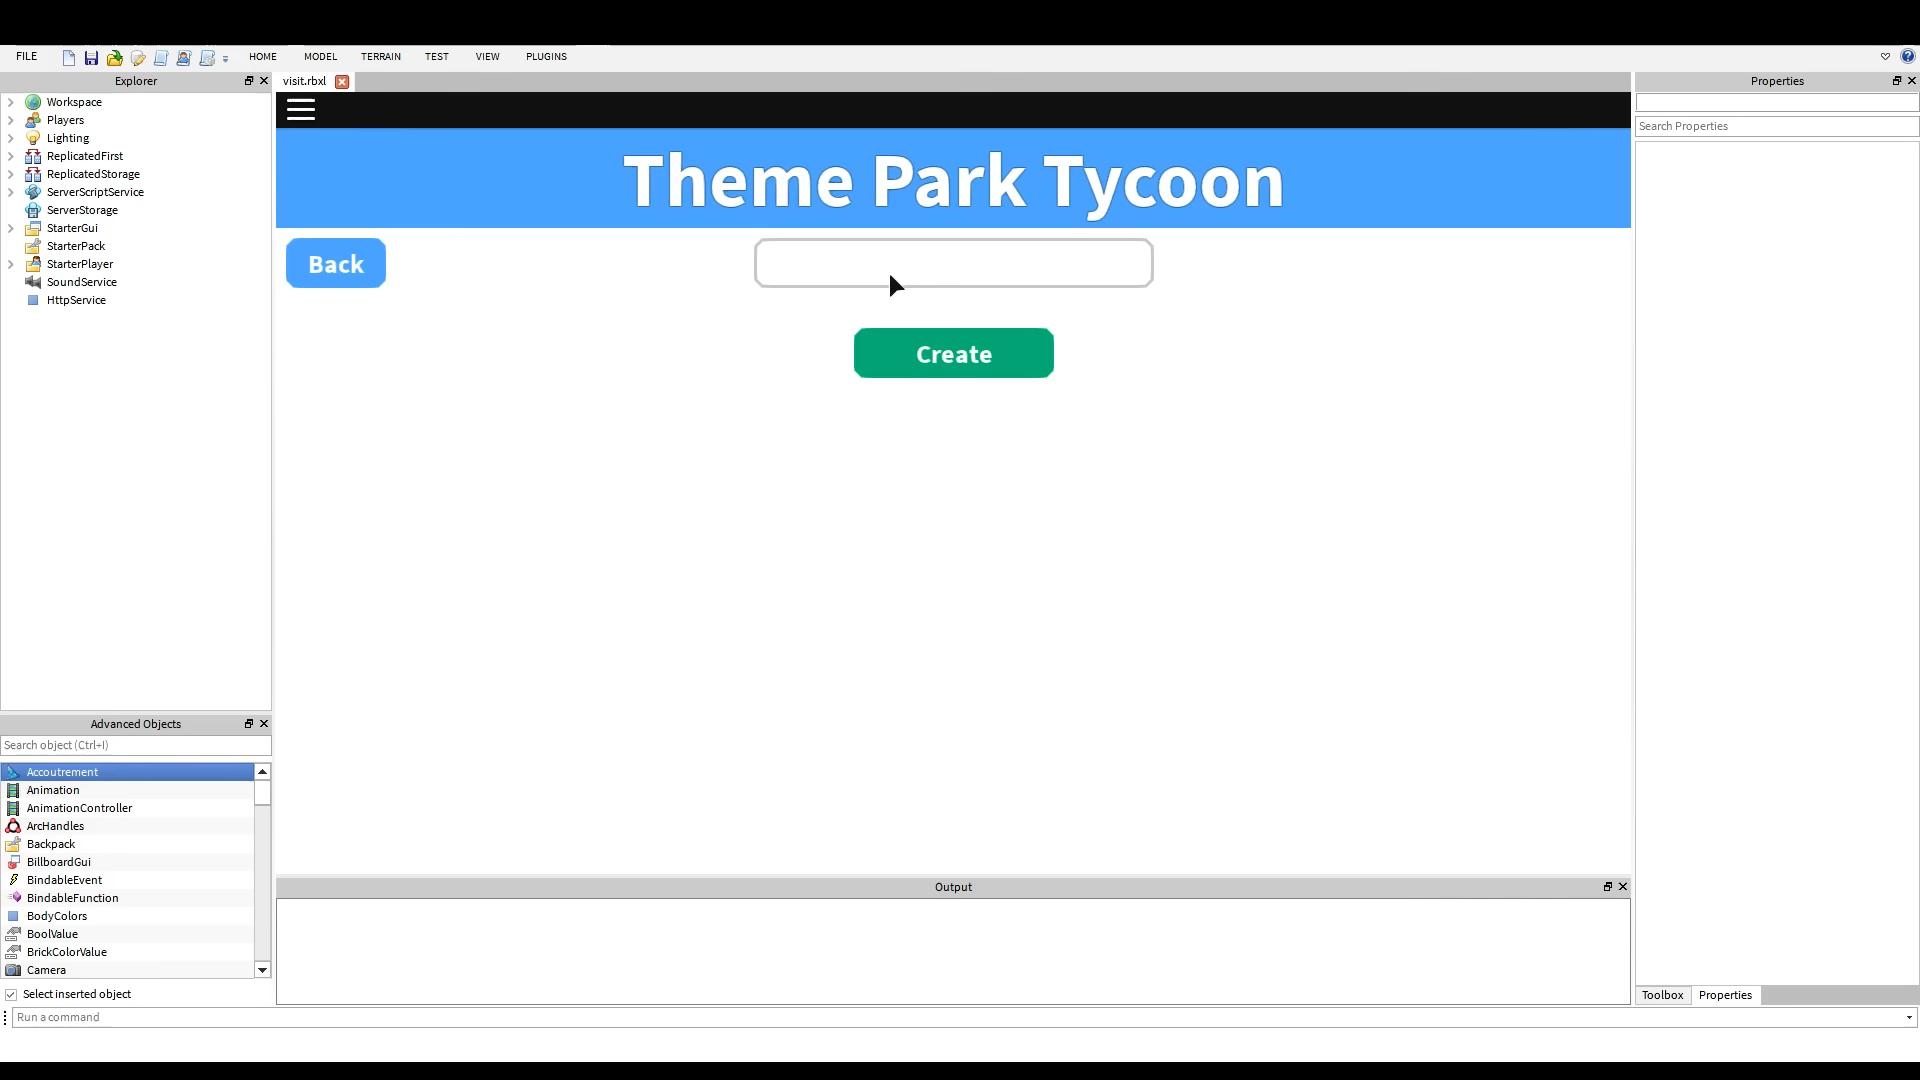 FILE HOME MODEL TERRAIN TEST VIEW PLUGINS
Explorer
visit.rbxl
Properties
Workspace
Players
Lighting
ReplicatedFirst
ReplicatedStorage
ServerScriptService
ServerStorage
StarterGui
StarterPack
StarterPlayer
SoundService
HttpService
Theme Park Tycoon
Back
Create
Search Properties
Advanced Objects
Search object (Ctrl+I)
Accoutrement
Animation
AnimationController
ArcHandles
Backpack
BillboardGui
BindableEvent
BindableFunction
BodyColors
BoolValue
BrickColorValue
Camera
Select inserted object
Output
Toolbox Properties
Run a command